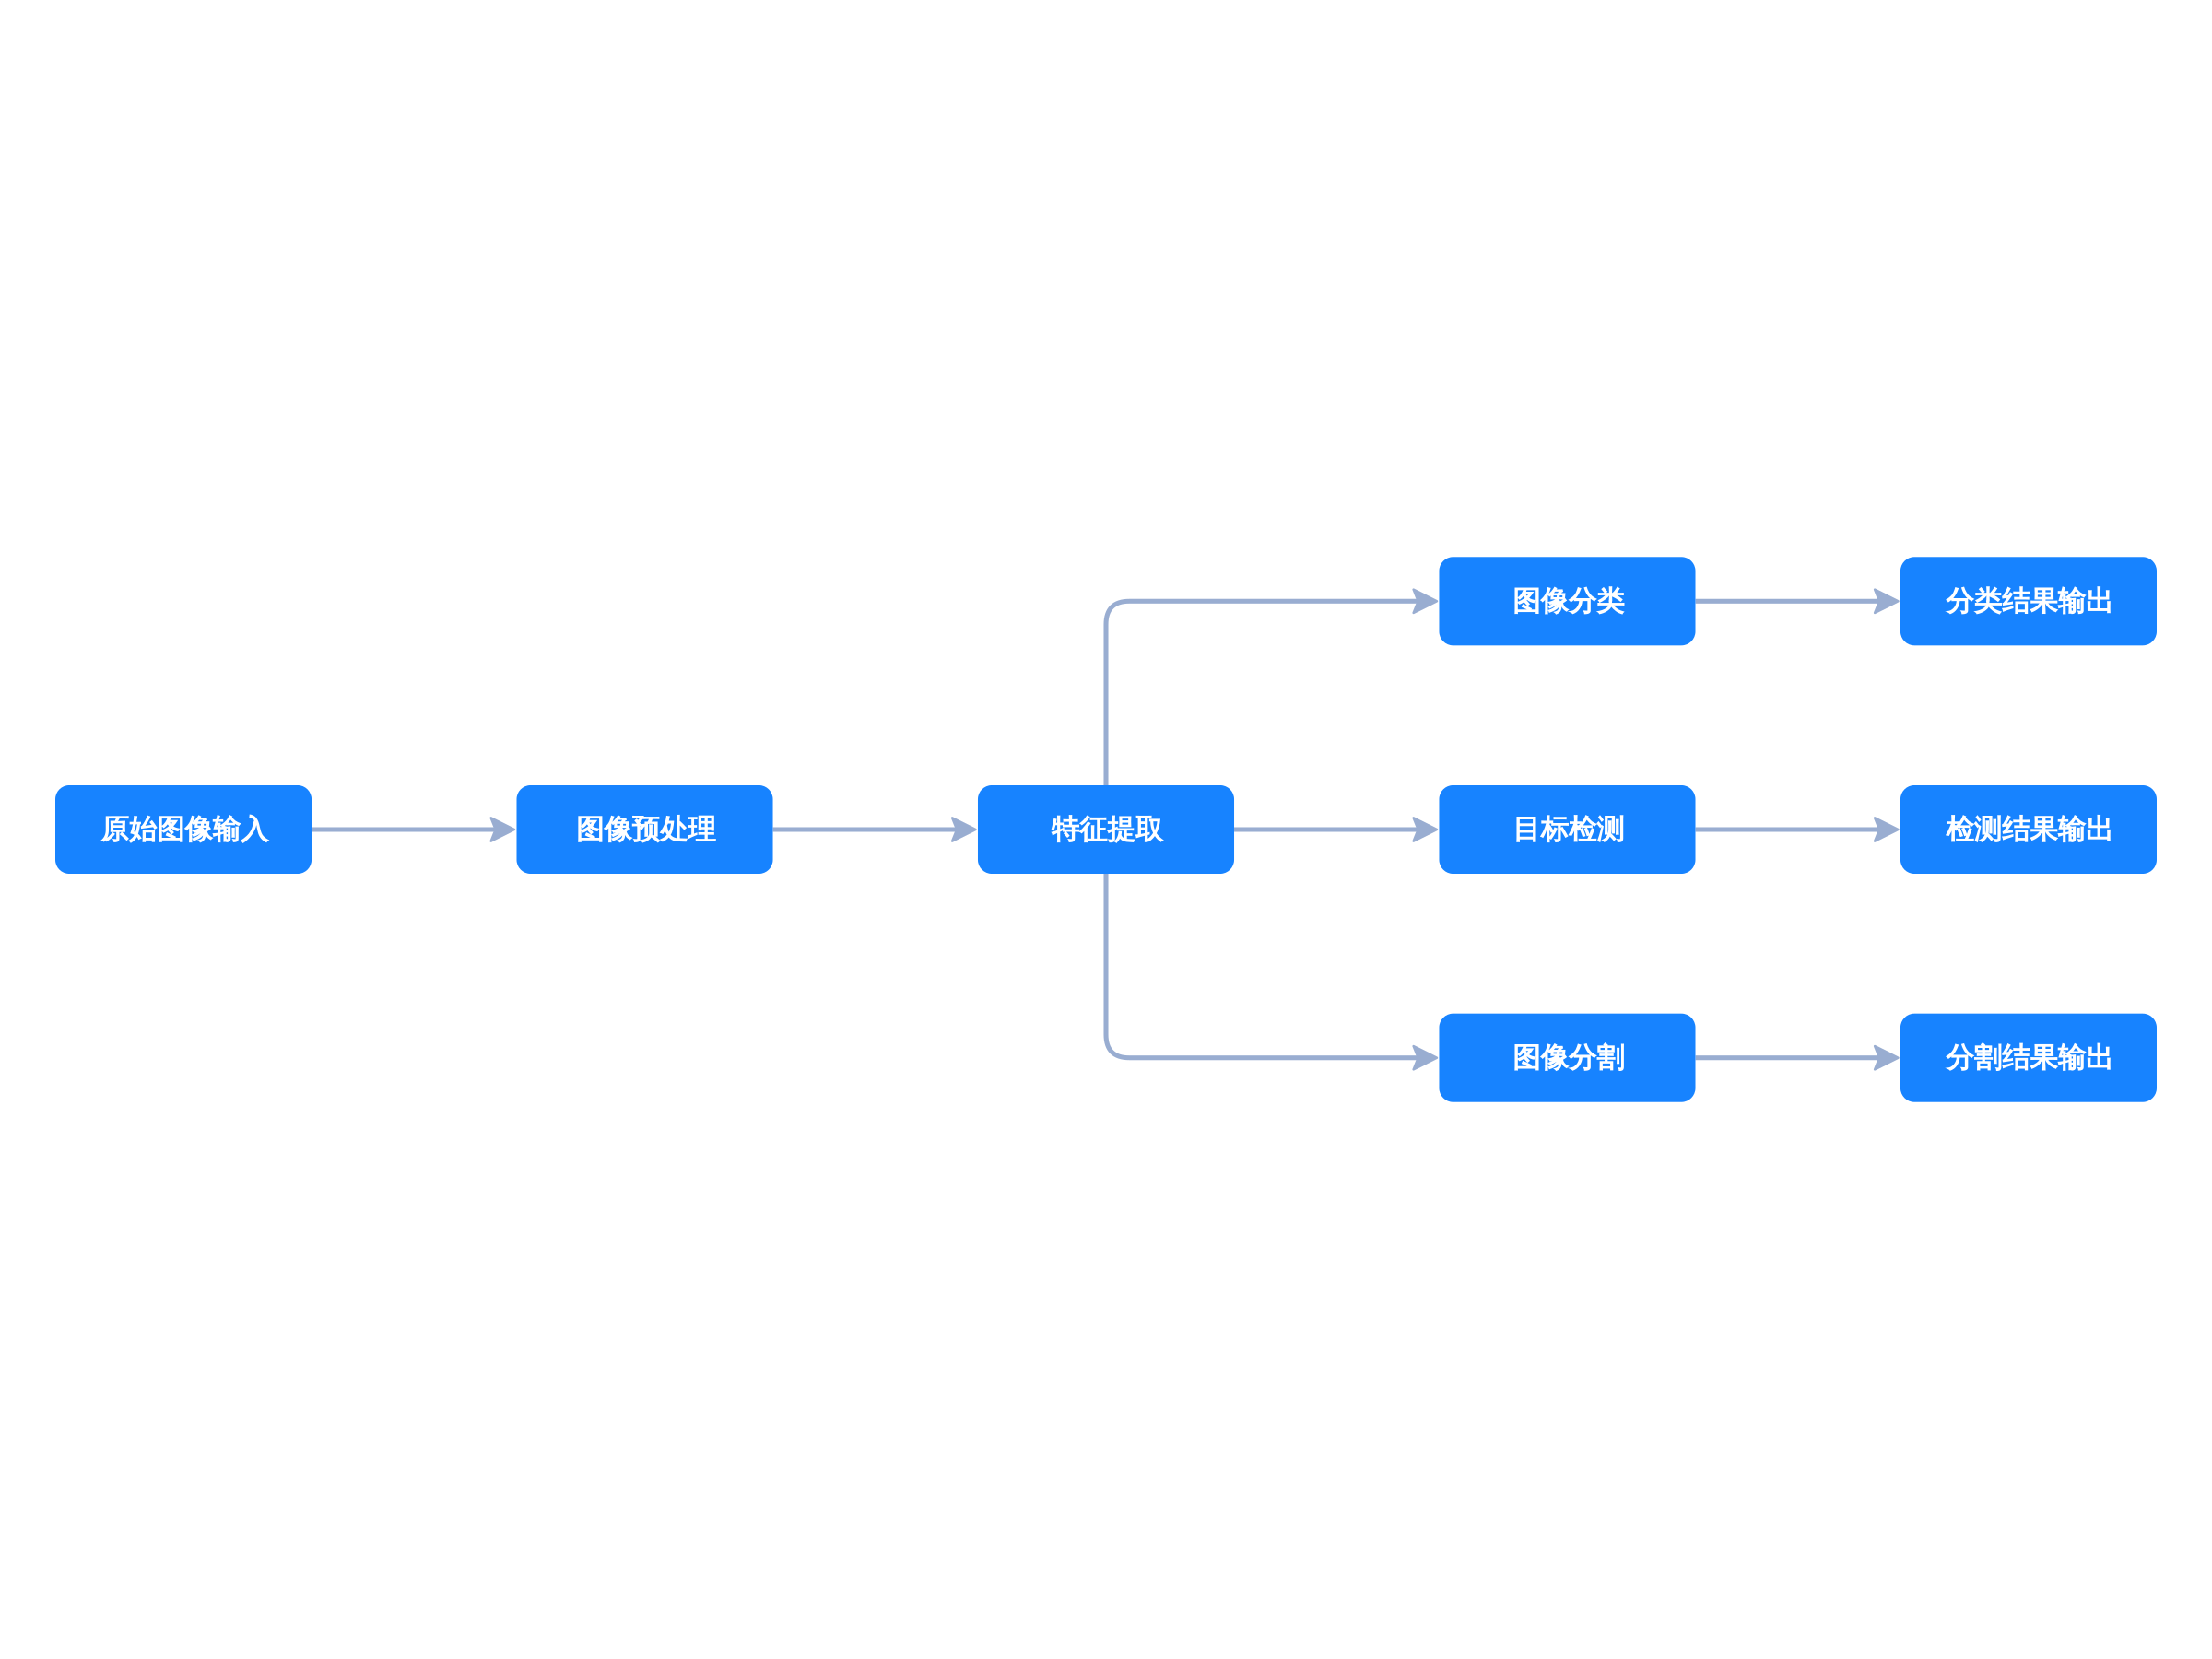 原始图像输入
图像预处理
特征提取
图像分类
分类结果输出
目标检测
检测结果输出
图像分割
分割结果输出